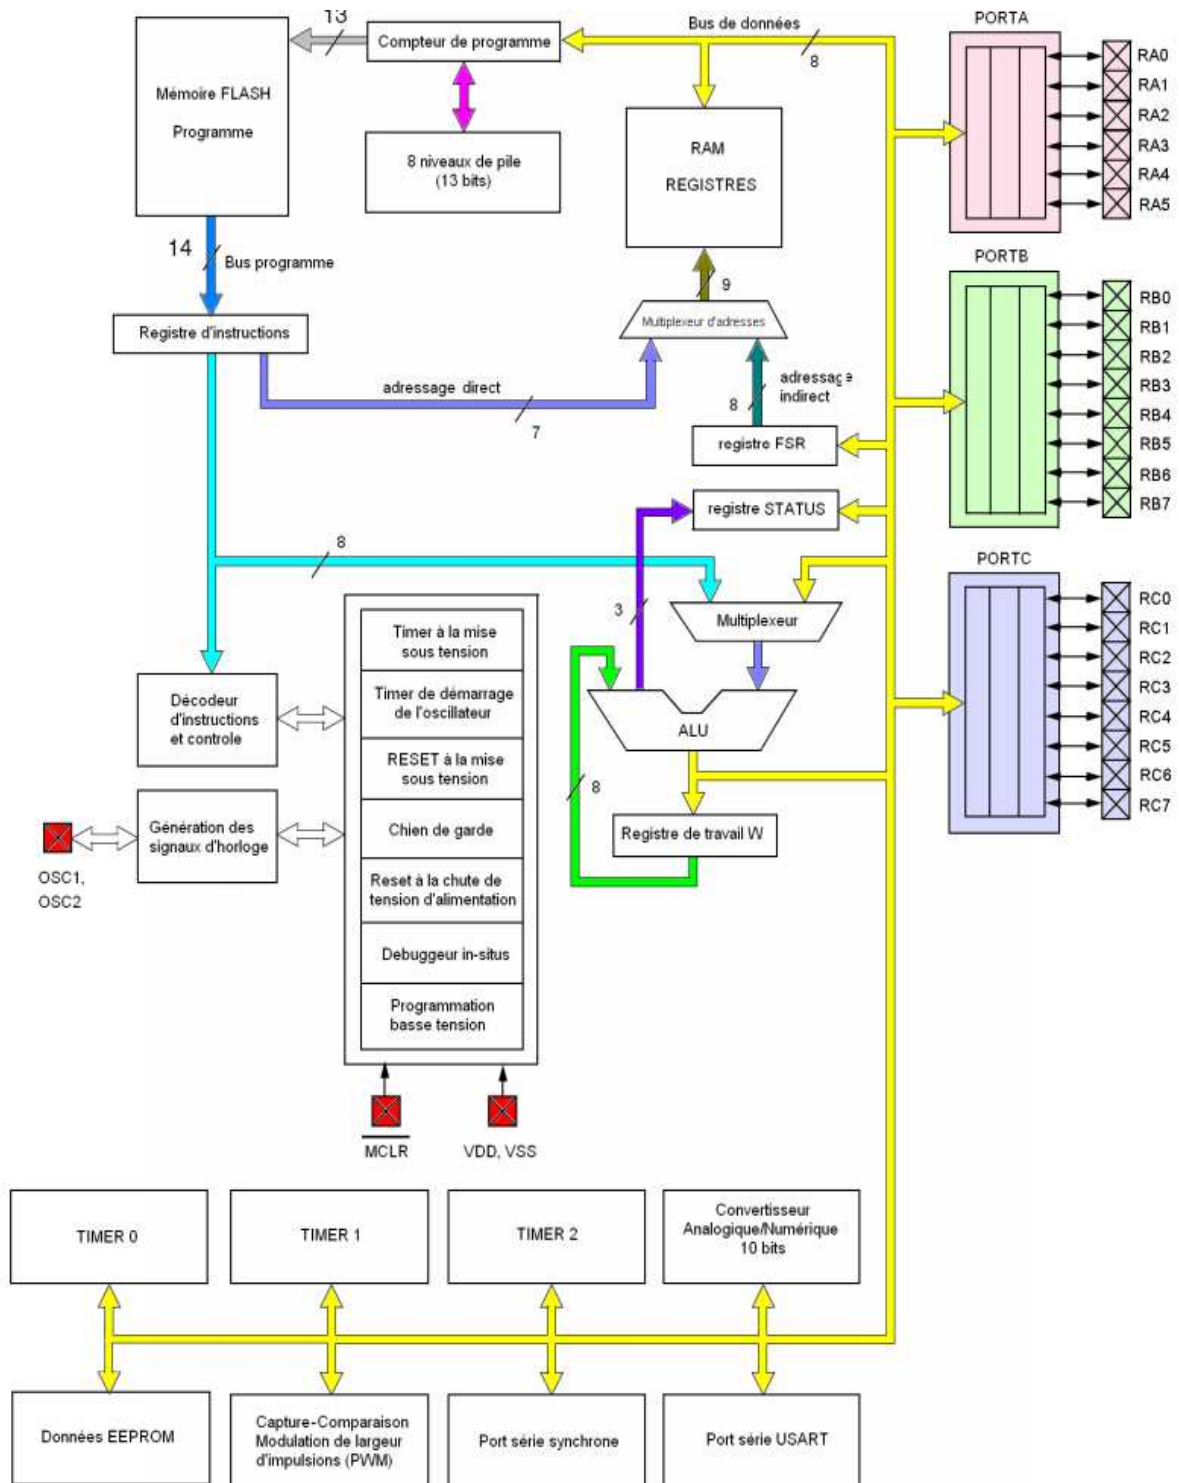 13
Compteur de programme
Bus de données
8
PORTA
RA0
RA1
RA2
RA3
RA4
RA5
Mémoire FLASH
Programme
8 niveaux de pile
(13 bits)
RAM
REGISTRES
14
Bus programme
9
Multiplexeur d'adresses
Registre d'instructions
adressage direct
7
8
adressage
indirect
registre FSR
registre STATUS
PORTB
RB0
RB1
RB2
RB3
RB4
RB5
RB6
RB7
8
3
Multiplexeur
ALU
8
Registre de travail W
PORTC
RC0
RC1
RC2
RC3
RC4
RC5
RC6
RC7
Décodeur
d'instructions
et controle
Génération des
signaux d'horloge
OSC1,
OSC2
Timer à la mise
sous tension
Timer de démarrage
de l'oscillateur
RESET à la mise
sous tension
Chien de garde
Reset à la chute de
tension d'alimentation
Debuggeur in-situs
Programmation
basse tension
MCLR
VDD, VSS
TIMER 0
TIMER 1
TIMER 2
Convertisseur
Analogique/Numérique
10 bits
Données EEPROM
Capture-Comparaison
Modulation de largeur
d'impulsions (PWM)
Port série synchrone
Port série USART